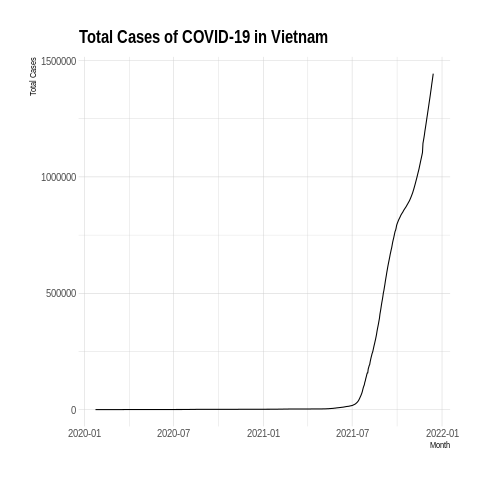 Total Cases of COVID-19 in Vietnam
Total Cases
1500000
1000000
500000
0
2020-01 2020-07 2021-01 2021-07 2022-01
Month